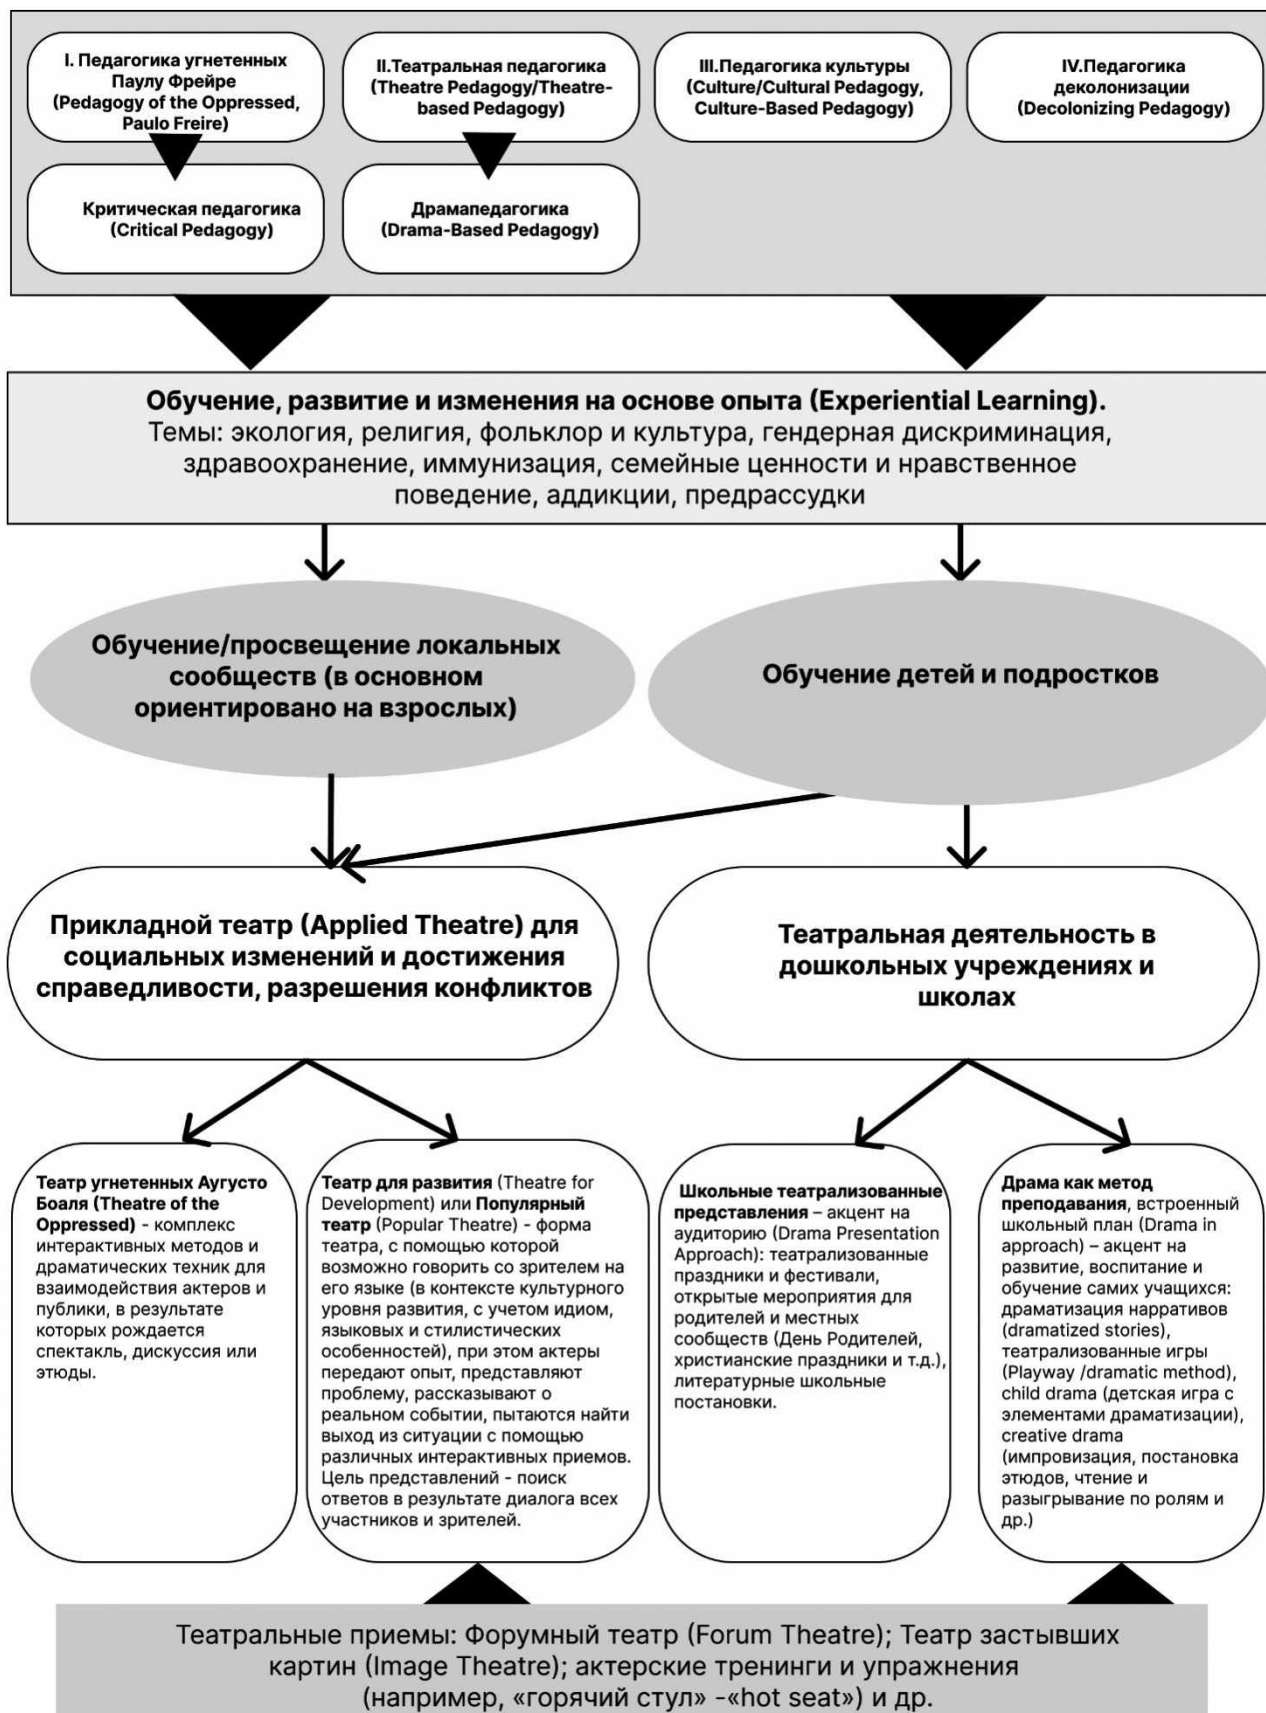 I. Педагогика угнетенных
Паулу Фрейре
(Pedagogy of the Oppressed,
Paulo Freire)
II.Театральная педагогика
(Theatre Pedagogy/Theatre-
based Pedagogy)
III.Педагогика культуры
(Culture/Cultural Pedagogy,
Culture-Based Pedagogy)
IV.Педагогика
деколонизации
(Decolonizing Pedagogy)
Критическая педагогика
(Critical Pedagogy)
Драмапедагогика
(Drama-Based Pedagogy)
Обучение, развитие и изменения на основе опыта (Experiential Learning).
Темы: экология, религия, фольклор и культура, гендерная дискриминация,
здравоохранение, иммунизация, семейные ценности и нравственное
поведение, аддикции, предрассудки
Обучение/просвещение локальных
сообществ (в основном
ориентировано на взрослых)
Обучение детей и подростков
Прикладной театр (Applied Theatre) для
социальных изменений и достижения
справедливости, разрешения конфликтов
Театральная деятельность в
дошкольных учреждениях и
школах
Театр угнетенных Аугусто
Боаля (Theatre of the
Oppressed) - комплекс
интерактивных методов и
драматических техник для
взаимодействия актеров и
публики, в результате
которых рождается
спектакль, дискуссия или
этюды.
Театр для развития (Theatre for
Development) или Популярный
театр (Popular Theatre) - форма
театра, с помощью которой
возможно говорить со зрителем на
его языке (в контексте культурного
уровня развития, с учетом идиом,
языковых и стилистических
особенностей), при этом актеры
передают опыт, представляют
проблему, рассказывают о
реальном событии, пытаются найти
выход из ситуации с помощью
различных интерактивных приемов.
Цель представлений - поиск
ответов в результате диалога всех
участников и зрителей.
Школьные театрализованные
представления – акцент на
аудиторию (Drama Presentation
Approach): театрализованные
праздники и фестивали,
открытые мероприятия для
родителей и местных
сообществ (День Родителей,
христианские праздники и т.д.),
литературные школьные
постановки.
Драма как метод
преподавания, встроенный
школьный план (Drama in
approach) – акцент на
развитие, воспитание и
обучение самих учащихся:
драматизация нарративов
(dramatized stories),
театрализованные игры
(Playway /dramatic method),
child drama (детская игра с
элементами драматизации),
creative drama
(импровизация, постановка
этюдов, чтение и
разыгрывание по ролям и
др.)
Театральные приемы: Форумный театр (Forum Theatre); Театр застывших
картин (Image Theatre); актерские тренинги и упражнения
(например, «горячий стул» -«hot seat») и др.